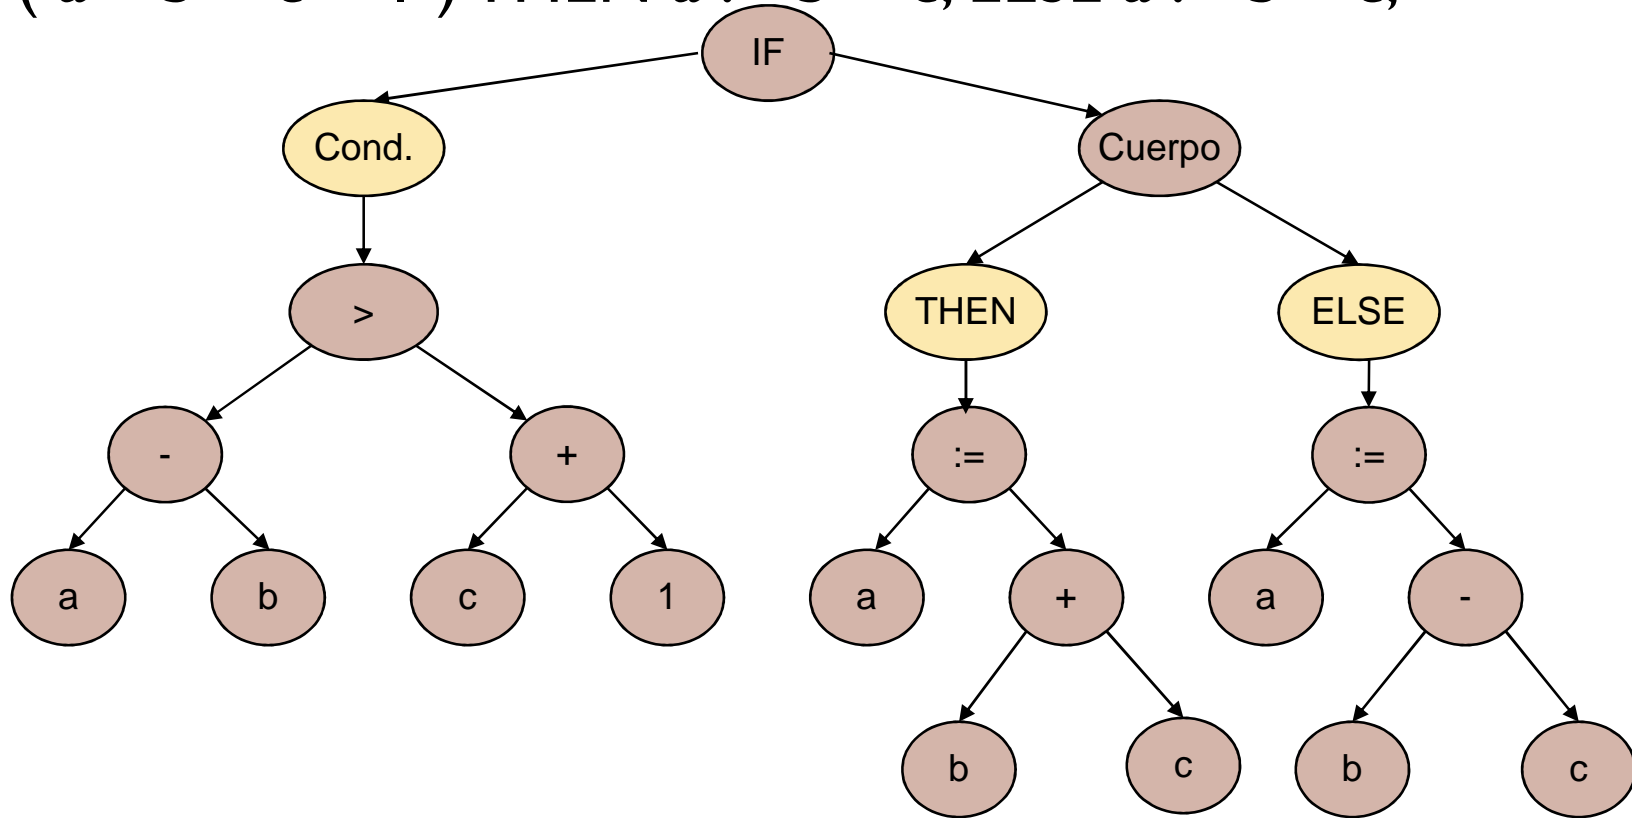 IF
Cond. Cuerpo
> THEN ELSE
- + := :=
a b c 1 a + a -
b c b c